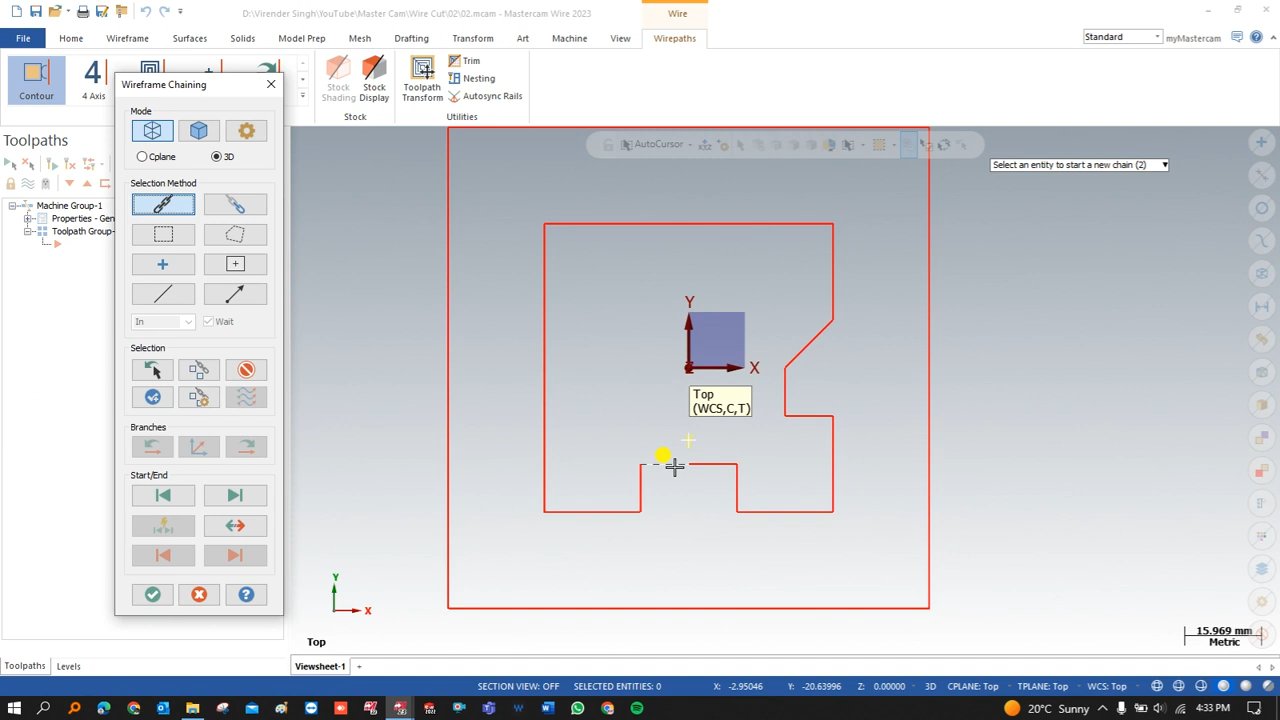 D:\Virender Singh\YouTube\Master Cam\Wire Cut\02\02.mcam - Mastercam Wire 2023
Wire
File
Home
Wireframe
Surfaces
Solids
Model Prep
Mesh
Drafting
Transform
Art
Machine
View
Wirepaths
Standard
myMastercam
Contour
4 Axis
Stock Shading
Stock Display
Stock
Toolpath Transform
Trim
Nesting
Autosync Rails
Utilities
Toolpaths
Machine Group-1
Properties - Gen
Toolpath Group-
Wireframe Chaining
Mode
Cplane
3D
Selection Method
In
Wait
Selection
Branches
Start/End
AutoCursor
Select an entity to start a new chain (2)
Y
X
Z
Top
(WCS,C,T)
Y
X
Top
15.969 mm
Metric
Toolpaths
Levels
Viewsheet-1
+
SECTION VIEW: OFF
SELECTED ENTITIES: 0
X: -2.95046
Y: -20.63996
Z: 0.00000
3D
CPLANE: Top
TPLANE: Top
WCS: Top
20°C Sunny
4:33 PM